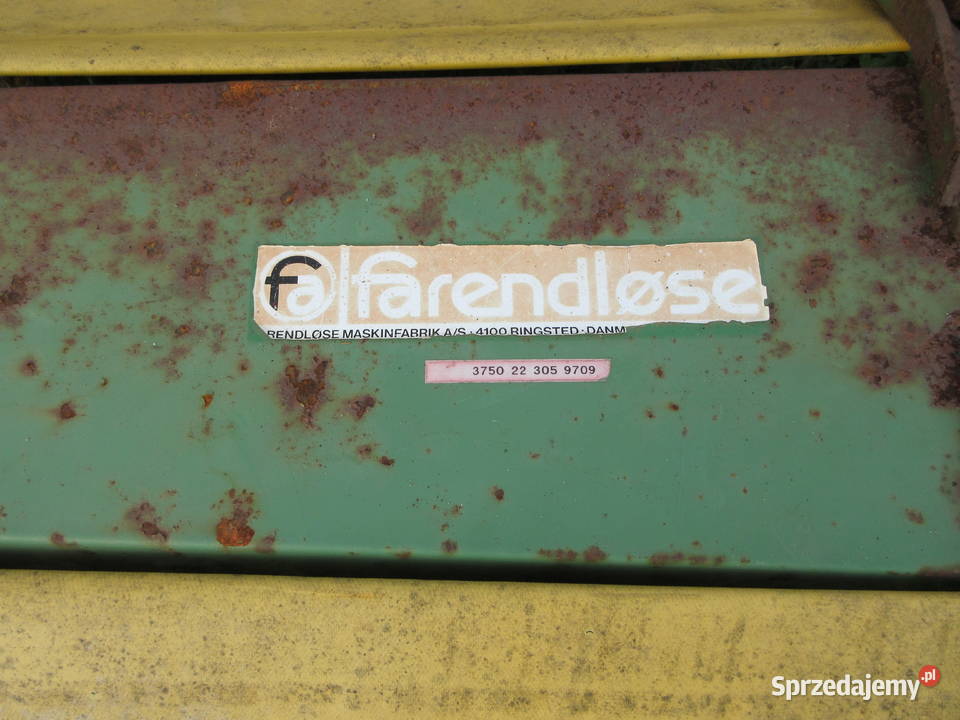 fa farendløse
RENDLØSE MASKINFABRIK A/S · 4100 RINGSTED · DANM
3750 22 305 9709
Sprzedajemy.pl